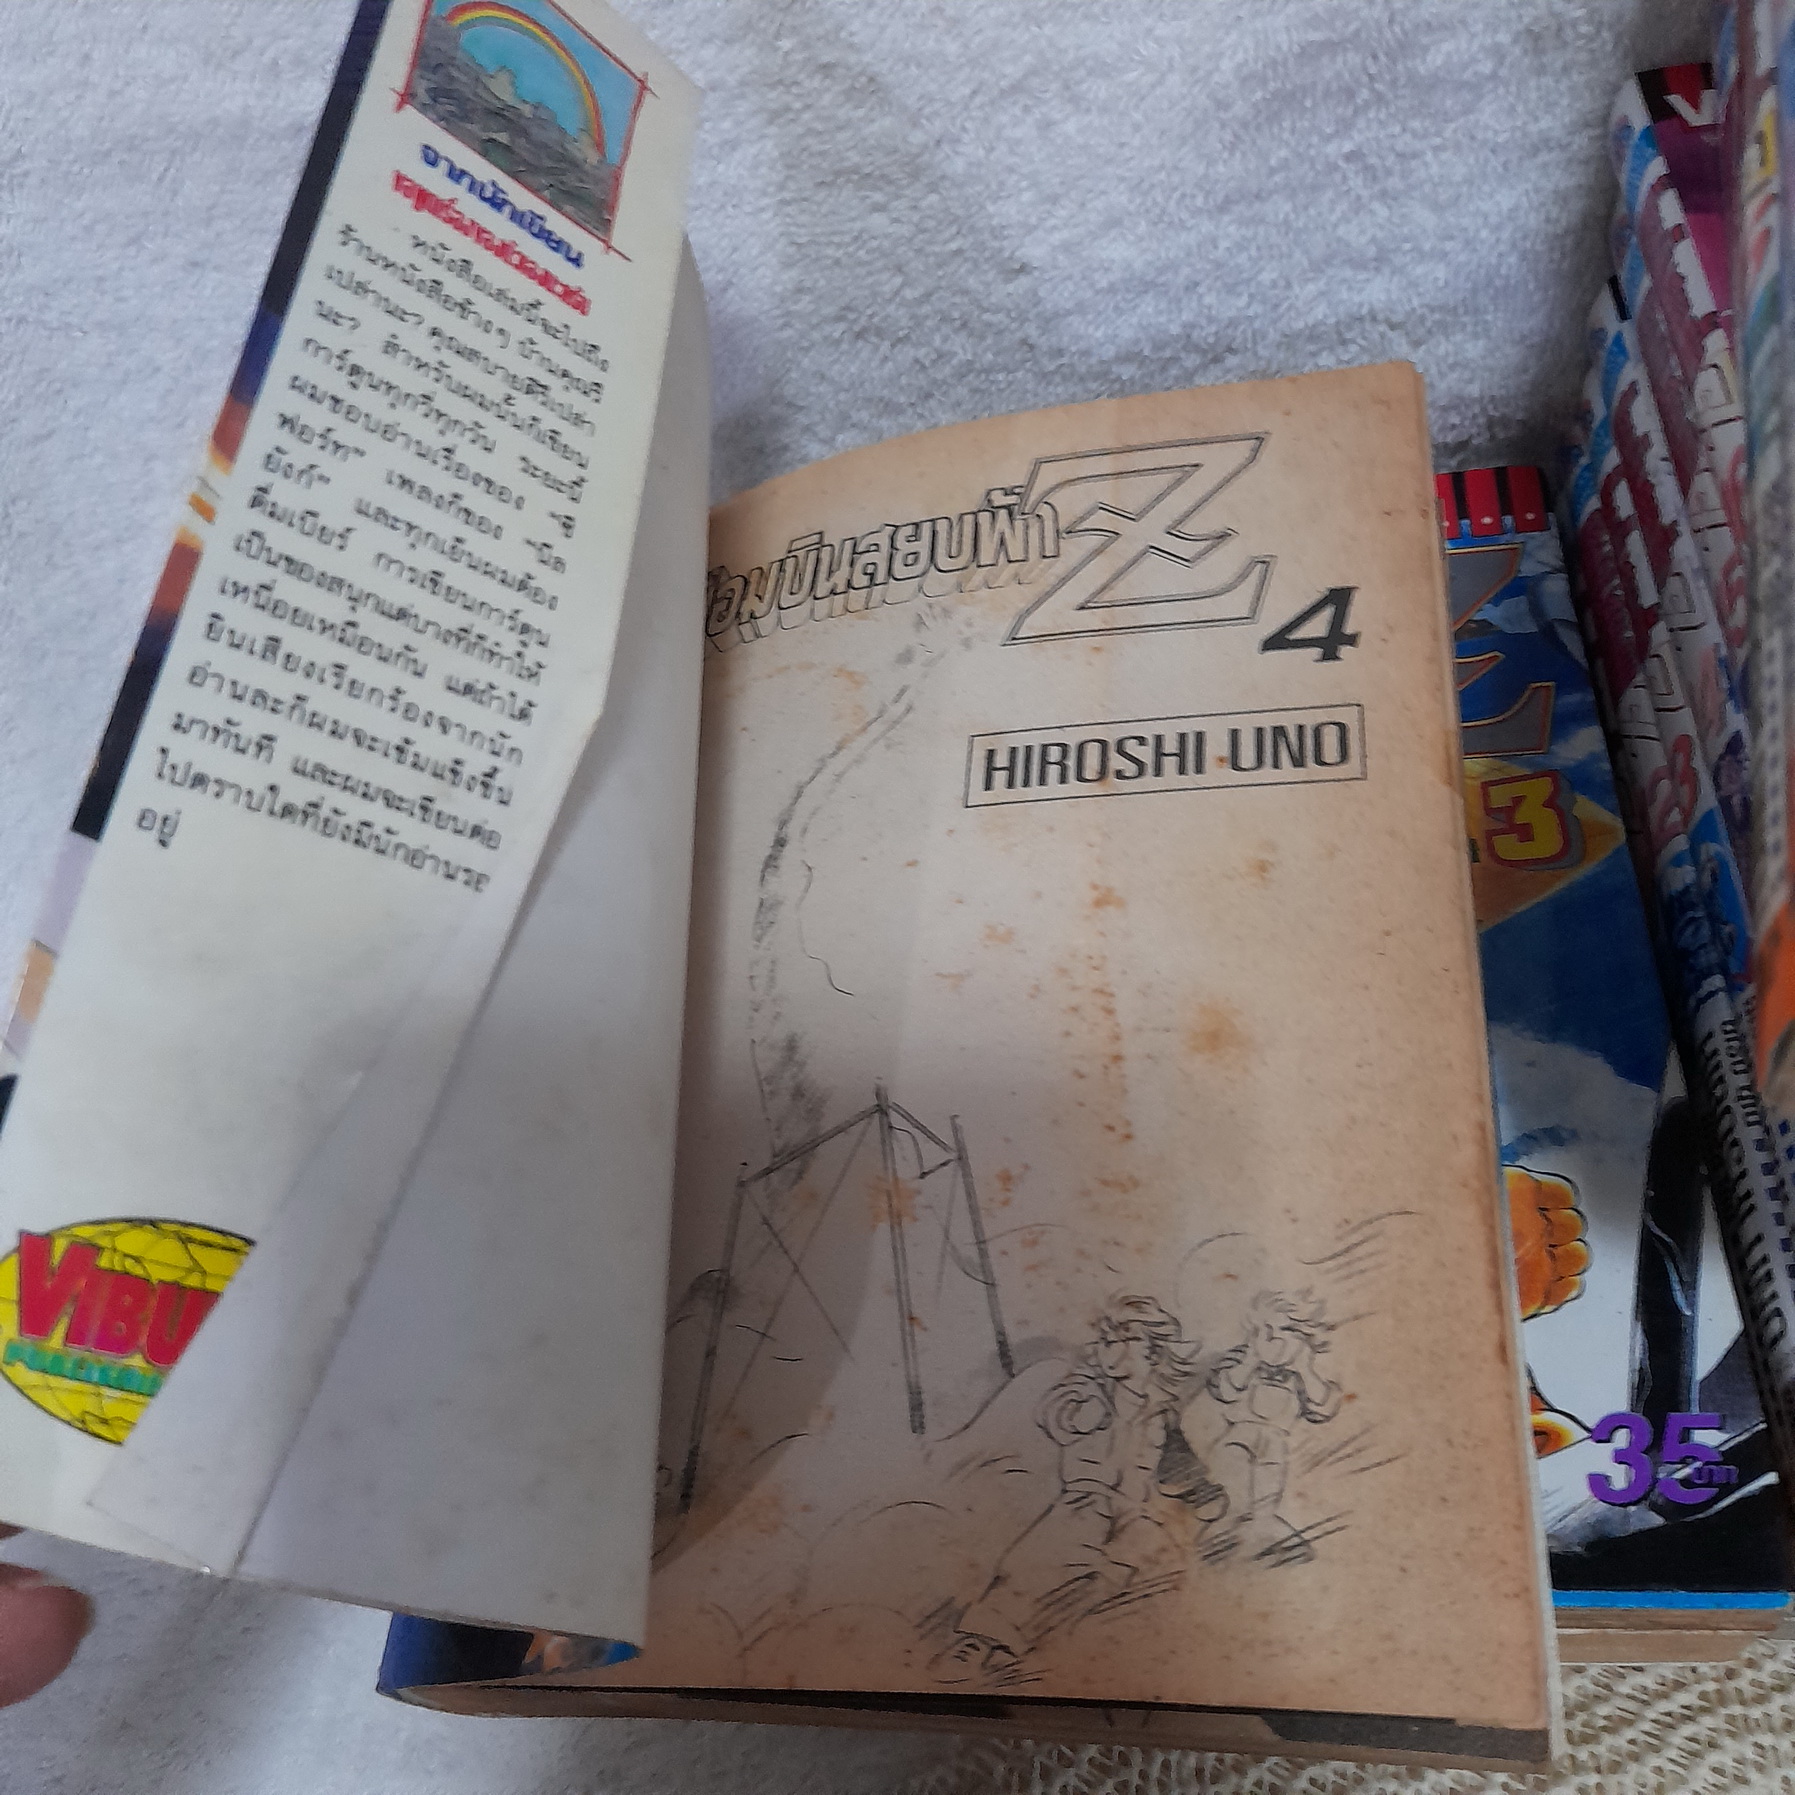 จากนักเขียน
หนังสือเล่มนี้จะไปถึง
ร้านหนังสือข้างๆ บ้านคุณรึ
เปล่านะ? คุณสบายดีรึเปล่า
นะ? สำหรับผมนั้นก็เขียน
การ์ตูนทุกวี่ทุกวัน ระยะนี้
ผมชอบอ่านเรื่องของ "ซู
ฟอร์ท" เพลงก็ของ "นีล
ยังก์" และทุกเย็นผมต้อง
ดื่มเบียร์ การเขียนการ์ตูน
เป็นของสนุกแต่บางที่ก็ทำให้
เหนื่อยเหมือนกัน แต่ถ้าได้
ยินเสียงเรียกร้องจากนัก
อ่านละก็ผมจะเข้มแข็งขึ้น
มาทันที และผมจะเขียนต่อ
ไปตราบใดที่ยังมีนักอ่านรอ
อยู่
VIBU
บินสยบฟ้า Z
4
HIROSHI UNO
3
35
HIROSHI UNO